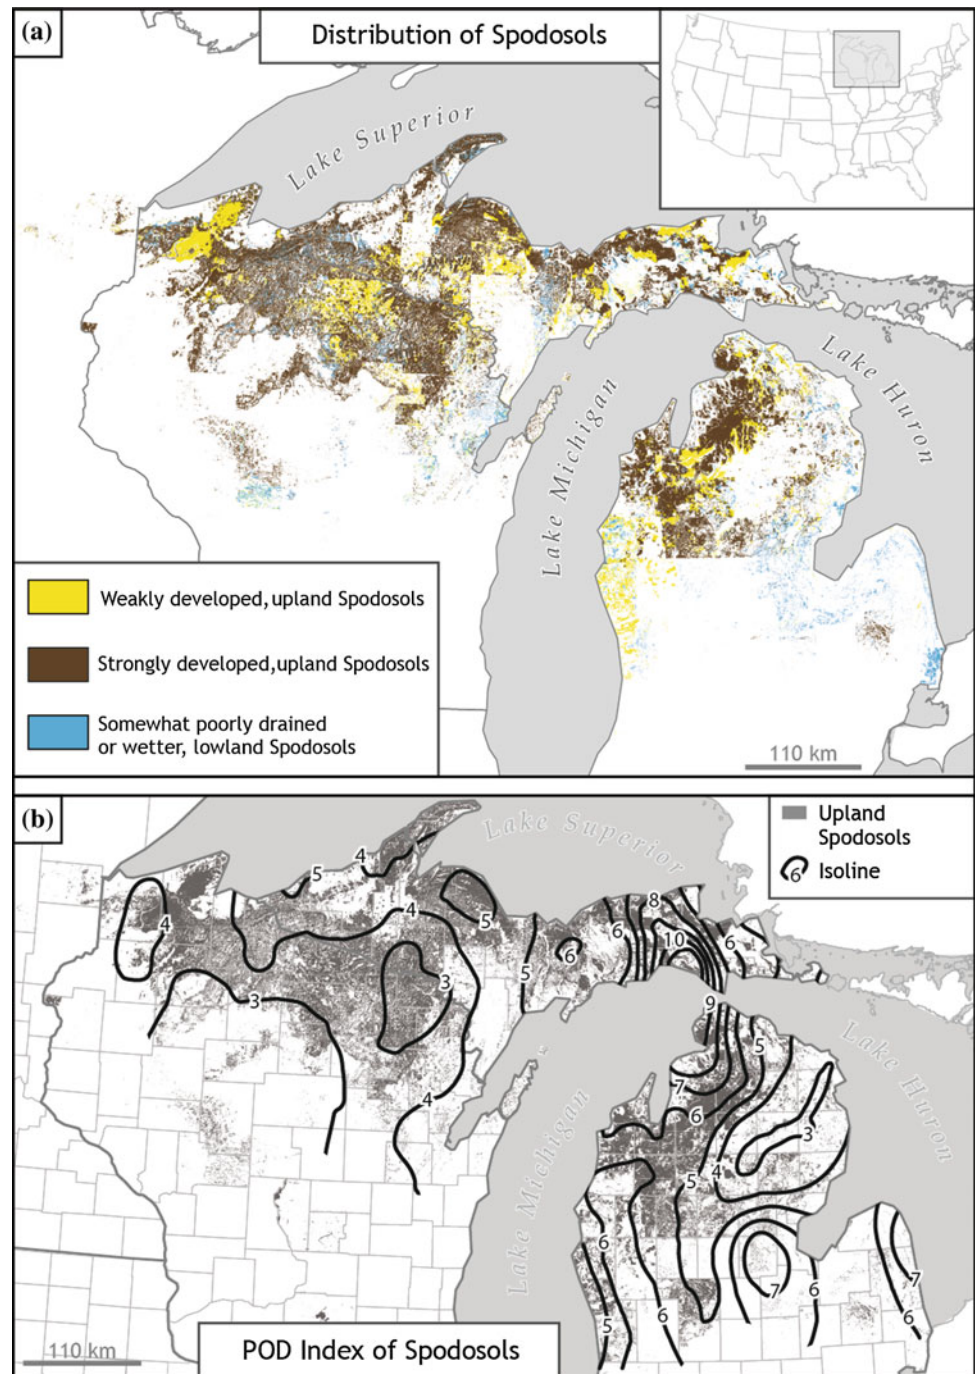 (a)
Distribution of Spodosols
Lake Superior
Lake Huron
Lake Michigan
Weakly developed, upland Spodosols
Strongly developed, upland Spodosols
Somewhat poorly drained
or wetter, lowland Spodosols
110 km
(b)
Lake Superior
Upland
Spodosols
6 Isoline
4
5
4
4
5
4
3
3
4
5
6
6
8
10
6
9
5
7
6
3
4
5
6
5
6
7
6
7
6
Lake Michigan
Lake Huron
110 km
POD Index of Spodosols